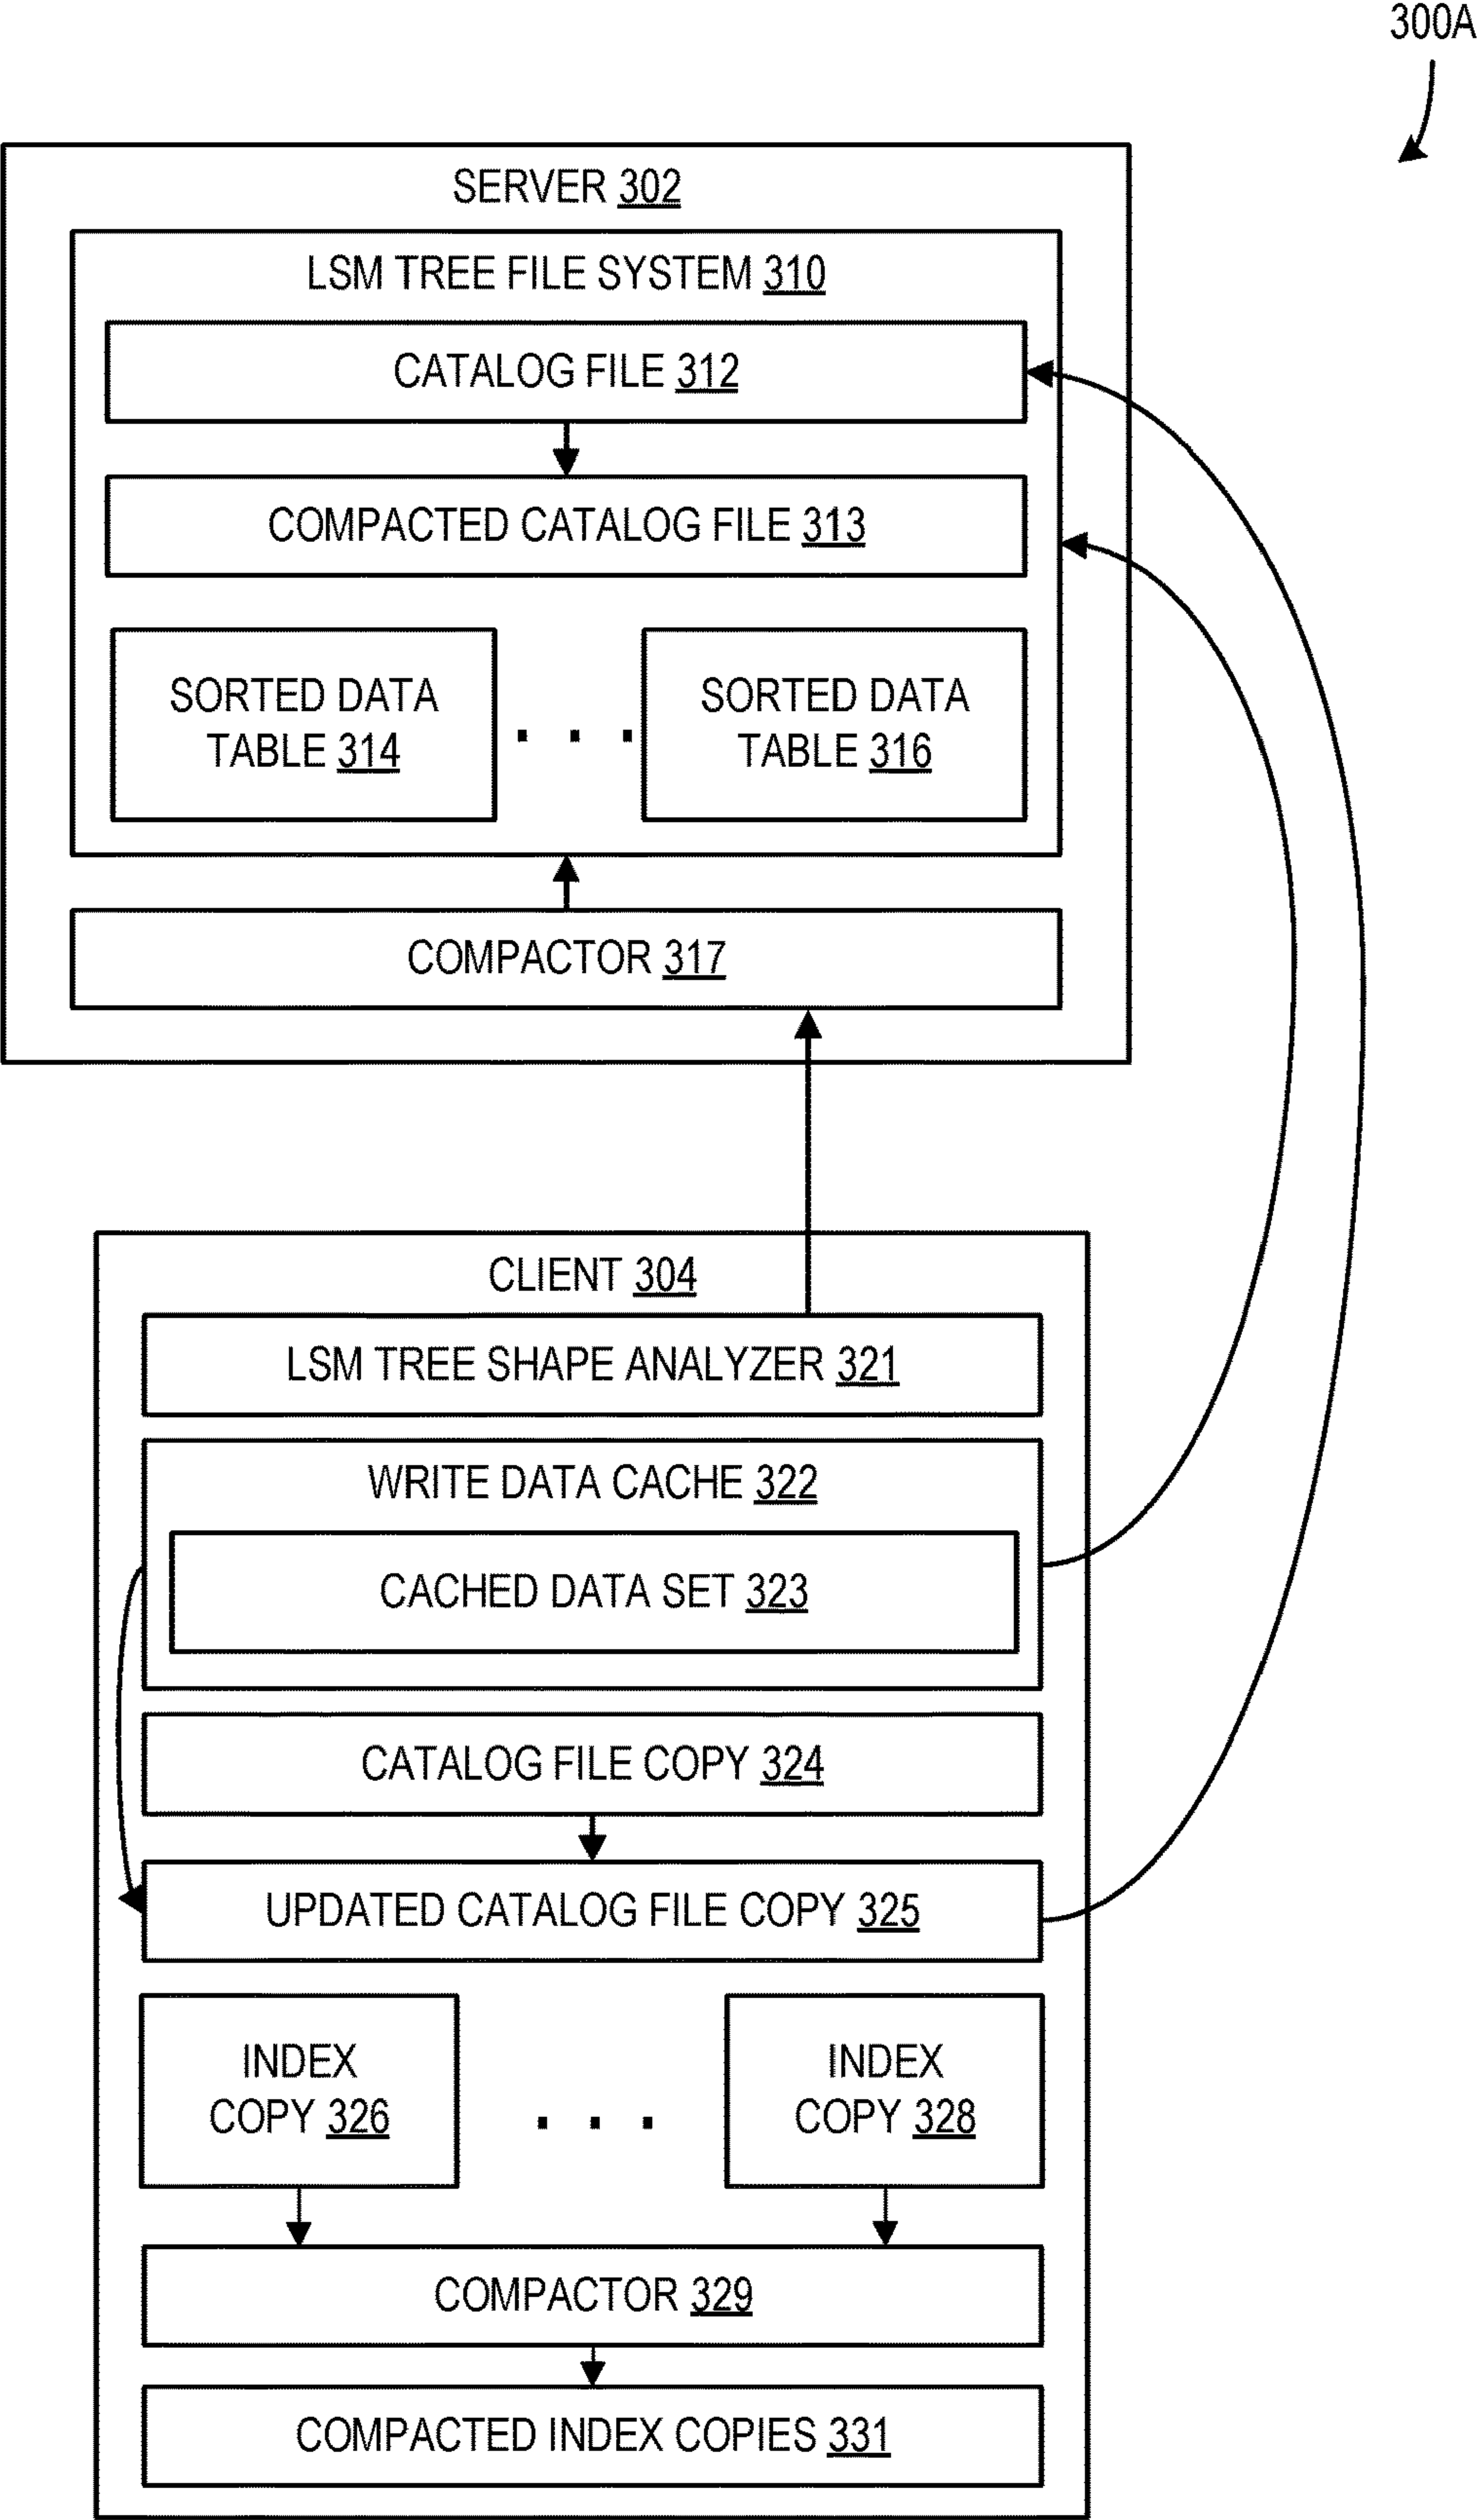 300A
SERVER 302
LSM TREE FILE SYSTEM 310
CATALOG FILE 312
COMPACTED CATALOG FILE 313
SORTED DATA
TABLE 314
. . .
SORTED DATA
TABLE 316
COMPACTOR 317
CLIENT 304
LSM TREE SHAPE ANALYZER 321
WRITE DATA CACHE 322
CACHED DATA SET 323
CATALOG FILE COPY 324
UPDATED CATALOG FILE COPY 325
INDEX
COPY 326
. . .
INDEX
COPY 328
COMPACTOR 329
COMPACTED INDEX COPIES 331